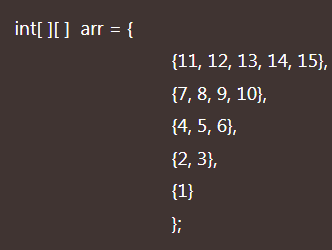 int[ ][ ]  arr = {
{11, 12, 13, 14, 15},
{7, 8, 9, 10},
{4, 5, 6},
{2, 3},
{1}
};